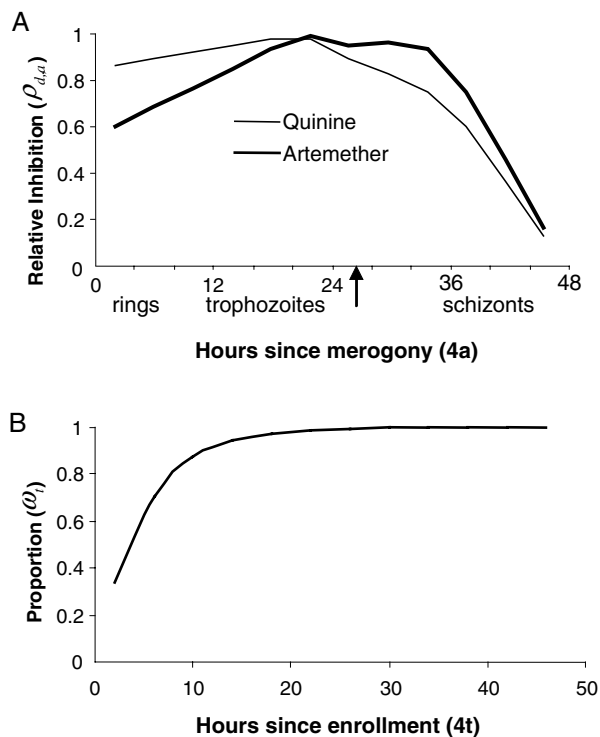 A
Relative Inhibition (ρd,a)
1
0.8
0.6
0.4
0.2
0
Quinine
Artemether
0 12 24 36 48
rings trophozoites schizonts
Hours since merogony (4a)
B
Proportion (ωt)
1
0.8
0.6
0.4
0.2
0
0 10 20 30 40 50
Hours since enrollment (4t)